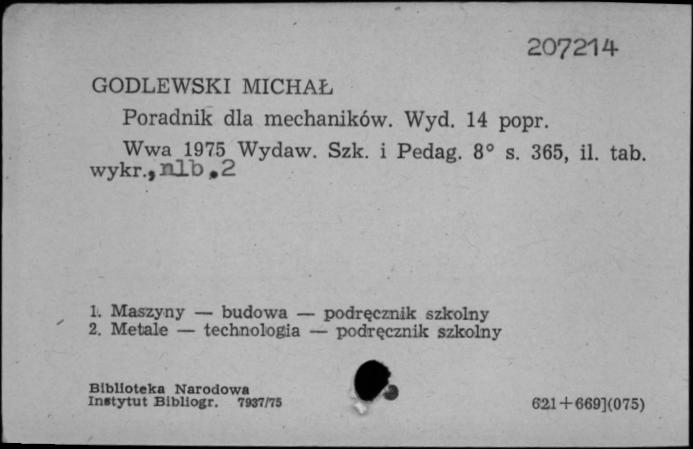 207214
GODLEWSKI MICHAŁ
Poradnik dla mechaników. Wyd. 14 popr.
Wwa 1975 Wydaw. Szk. i Pedag. 8° s. 365, il. tab.
wykr., nlb.2
1. Maszyny — budowa — podręcznik szkolny
2. Metale — technologia — podręcznik szkolny
Biblioteka Narodowa
Instytut Bibliogr. 7937/75
621+669](075)